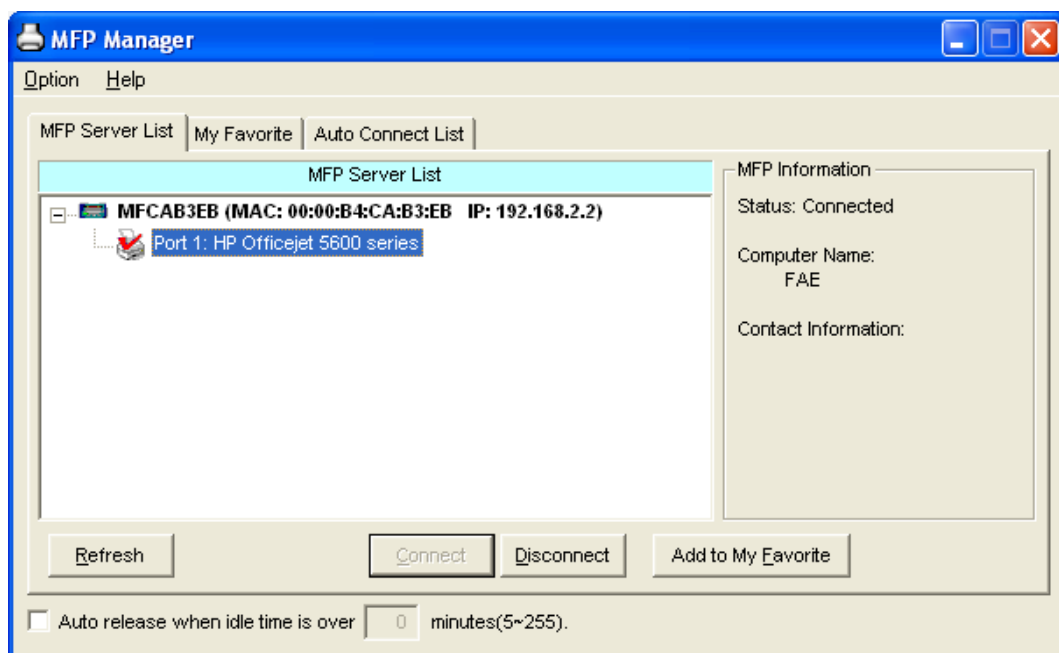 MFP Manager
Option Help
MFP Server List My Favorite Auto Connect List
MFP Server List
MFCAB3EB (MAC: 00:00:B4:CA:B3:EB IP: 192.168.2.2)
Port 1: HP Officejet 5600 series
MFP Information
Status: Connected
Computer Name:
FAE
Contact Information:
Refresh Connect Disconnect Add to My Favorite
Auto release when idle time is over 0 minutes(5~255).